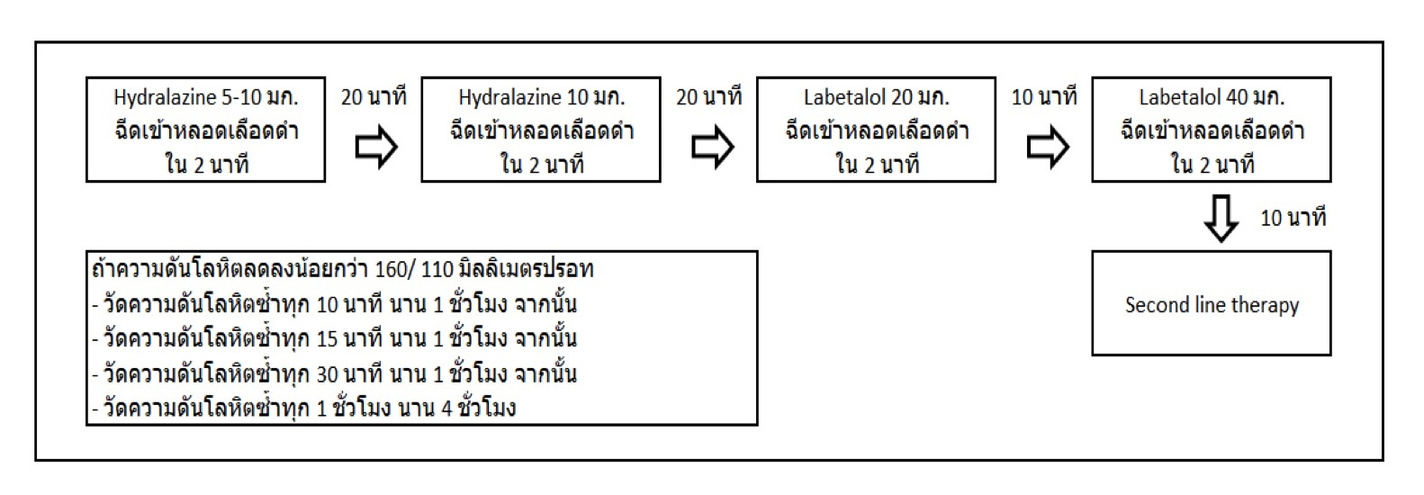 Hydralazine 5-10 มก.
ฉีดเข้าหลอดเลือดดำ
ใน 2 นาที
20 นาที
Hydralazine 10 มก.
ฉีดเข้าหลอดเลือดดำ
ใน 2 นาที
20 นาที
Labetalol 20 มก.
ฉีดเข้าหลอดเลือดดำ
ใน 2 นาที
10 นาที
Labetalol 40 มก.
ฉีดเข้าหลอดเลือดดำ
ใน 2 นาที
10 นาที
Second line therapy
ถ้าความดันโลหิตลดลงน้อยกว่า 160/ 110 มิลลิเมตรปรอท
- วัดความดันโลหิตซ้ำทุก 10 นาที นาน 1 ชั่วโมง จากนั้น
- วัดความดันโลหิตซ้ำทุก 15 นาที นาน 1 ชั่วโมง จากนั้น
- วัดความดันโลหิตซ้ำทุก 30 นาที นาน 1 ชั่วโมง จากนั้น
- วัดความดันโลหิตซ้ำทุก 1 ชั่วโมง นาน 4 ชั่วโมง